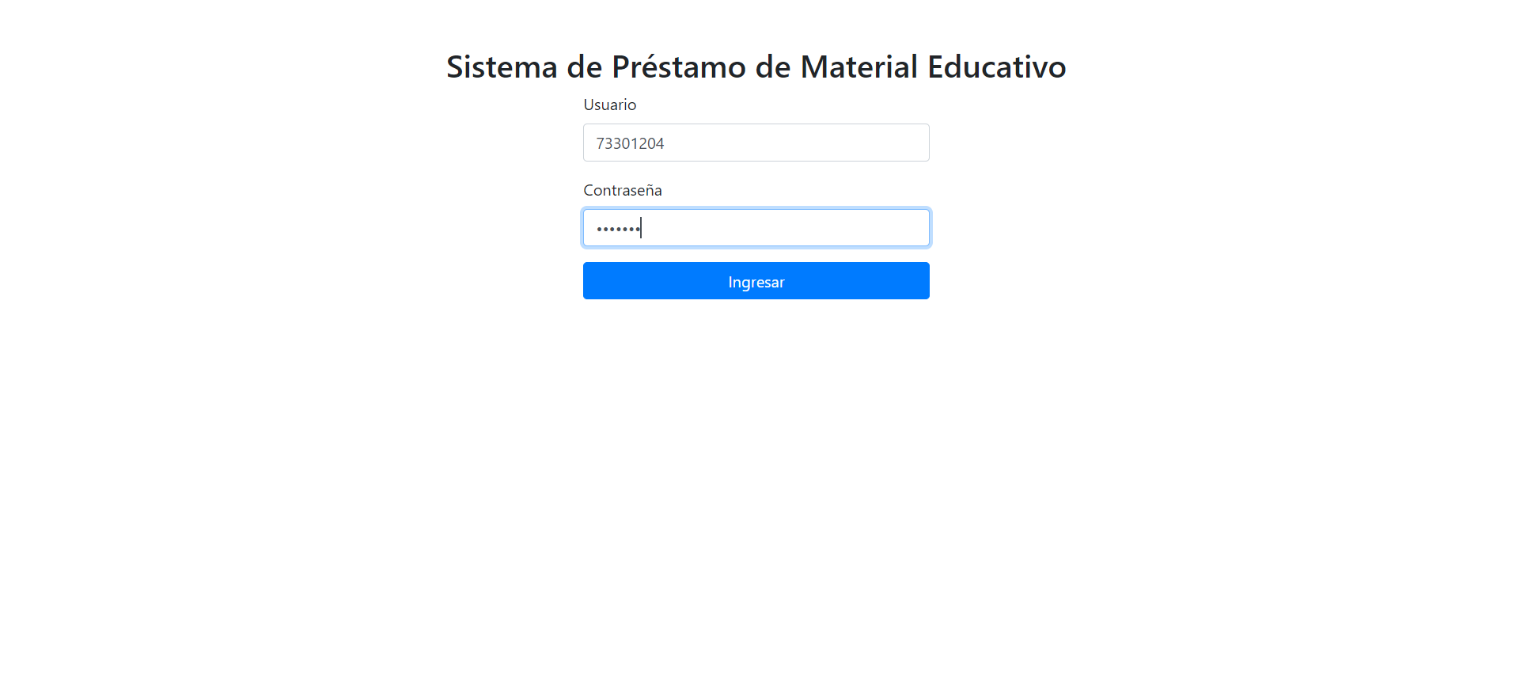 Sistema de Préstamo de Material Educativo
Usuario
73301204
Contraseña
•••••••
Ingresar